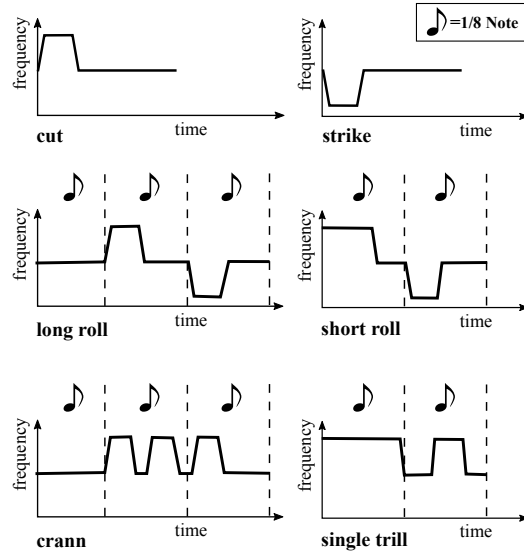 =1/8 Note
frequency
time
cut
frequency
time
strike
frequency
time
long roll
frequency
time
short roll
frequency
time
crann
frequency
time
single trill